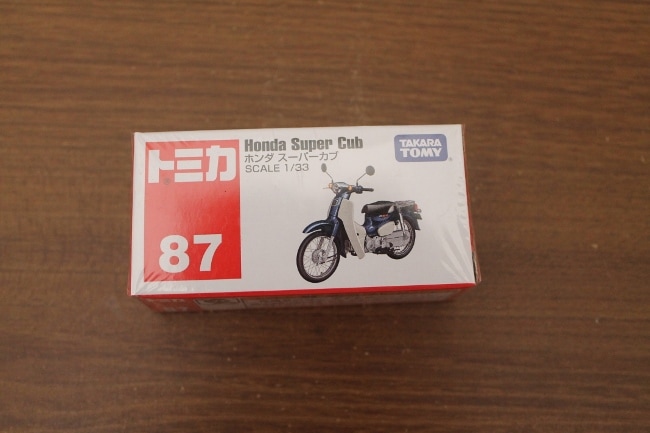 トミカ
87
Honda Super Cub
ホンダ スーパーカブ
SCALE 1/33
TAKARA
TOMY